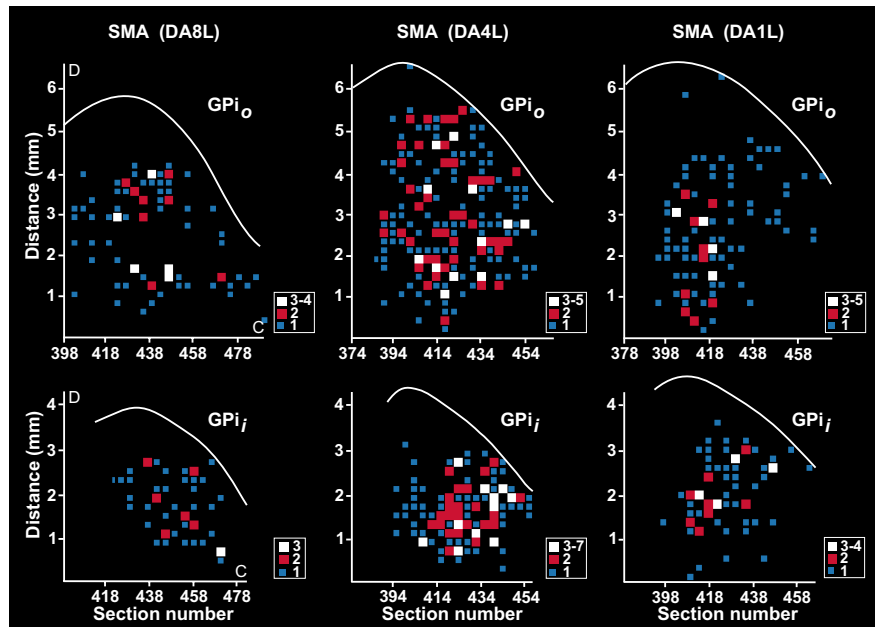 SMA (DA8L)
SMA (DA4L)
SMA (DA1L)
D
GPio
GPio
GPio
6
5
4
3
2
1
Distance (mm)
6
5
4
3
2
1
6
5
4
3
2
1
3-4
2
1
C
3-5
2
1
3-5
2
1
398 418 438 458 478
374 394 414 434 454
378 398 418 438 458
D
GPii
GPii
GPii
4
3
2
1
Distance (mm)
4
3
2
1
4
3
2
1
3
2
1
C
3-7
2
1
3-4
2
1
418 438 458 478
394 414 434 454
398 418 438 458
Section number
Section number
Section number